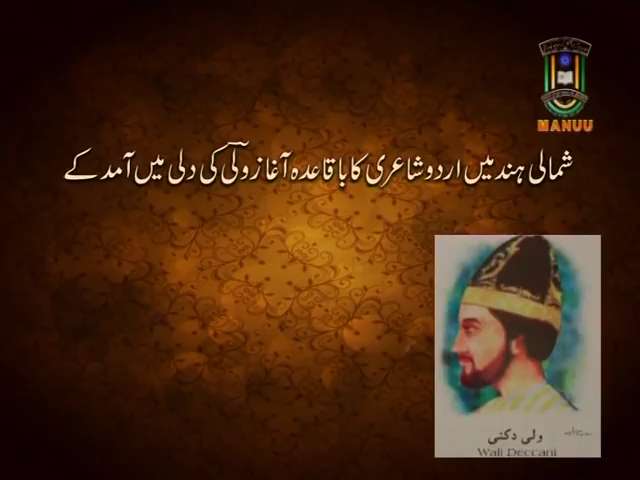 MANUU
شمالی ہند میں اردو شاعری کا باقاعدہ آغاز ولیؔ کی دلی میں آمد کے
ولی دکنی
Wali Deccani